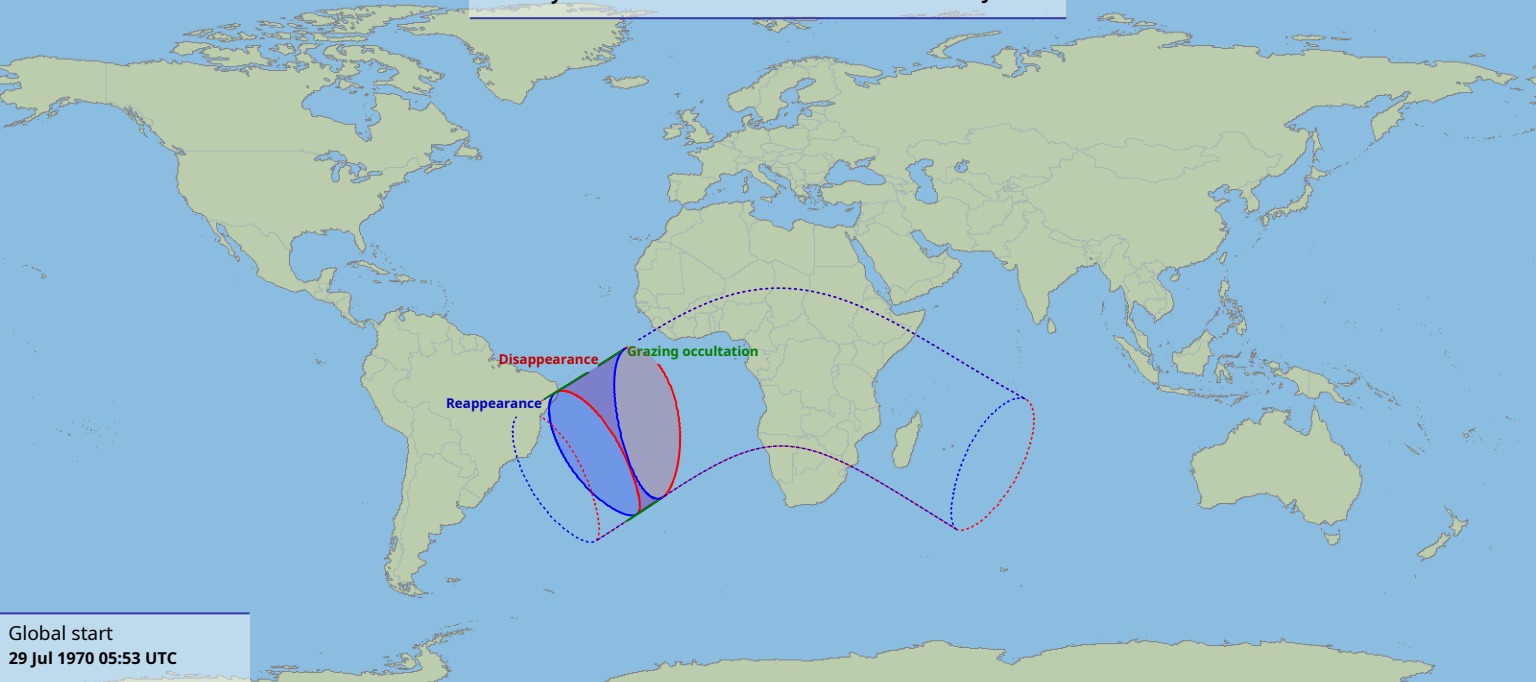 Grazing occultation
Disappearance
Reappearance
Global start
29 Jul 1970 05:53 UTC